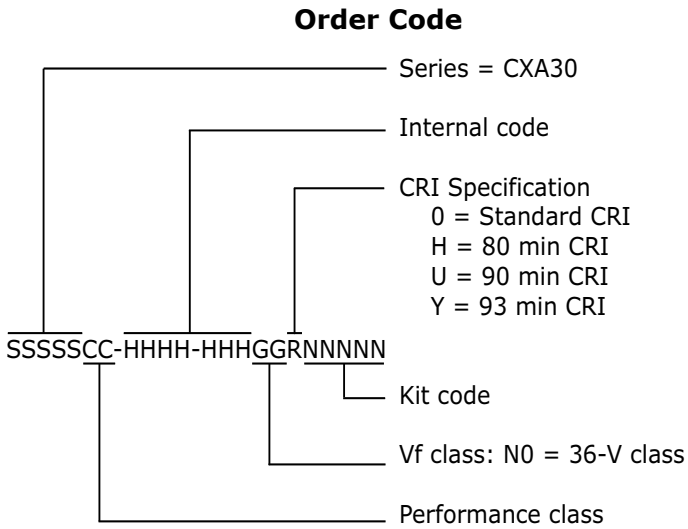 Order Code
Series = CXA30
Internal code
CRI Specification
0 = Standard CRI
H = 80 min CRI
U = 90 min CRI
Y = 93 min CRI
SSSSSCC-HHHH-HHHGGRNNNNN
Kit code
Vf class: N0 = 36-V class
Performance class